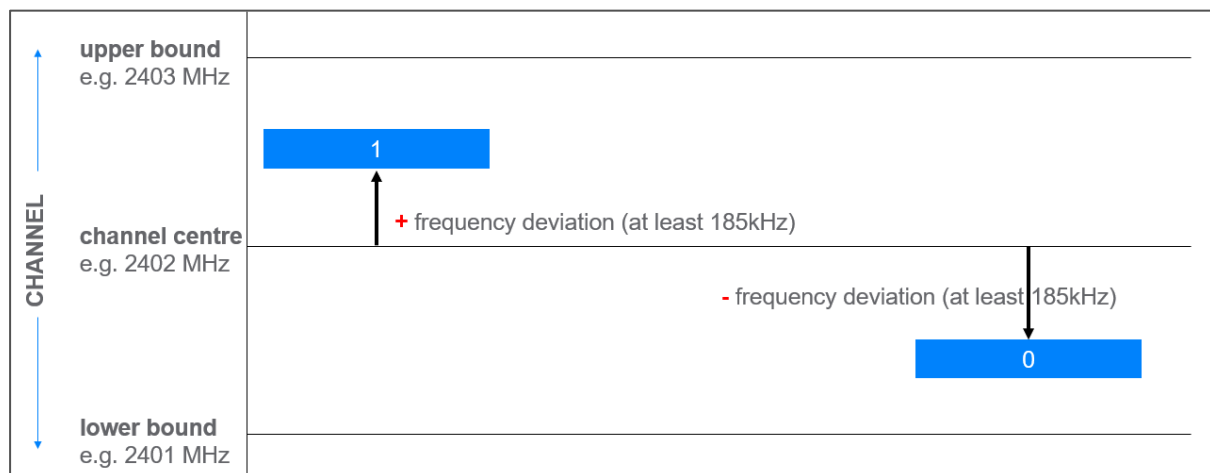 CHANNEL
upper bound
e.g. 2403 MHz
1
+ frequency deviation (at least 185kHz)
channel centre
e.g. 2402 MHz
- frequency deviation (at least 185kHz)
0
lower bound
e.g. 2401 MHz